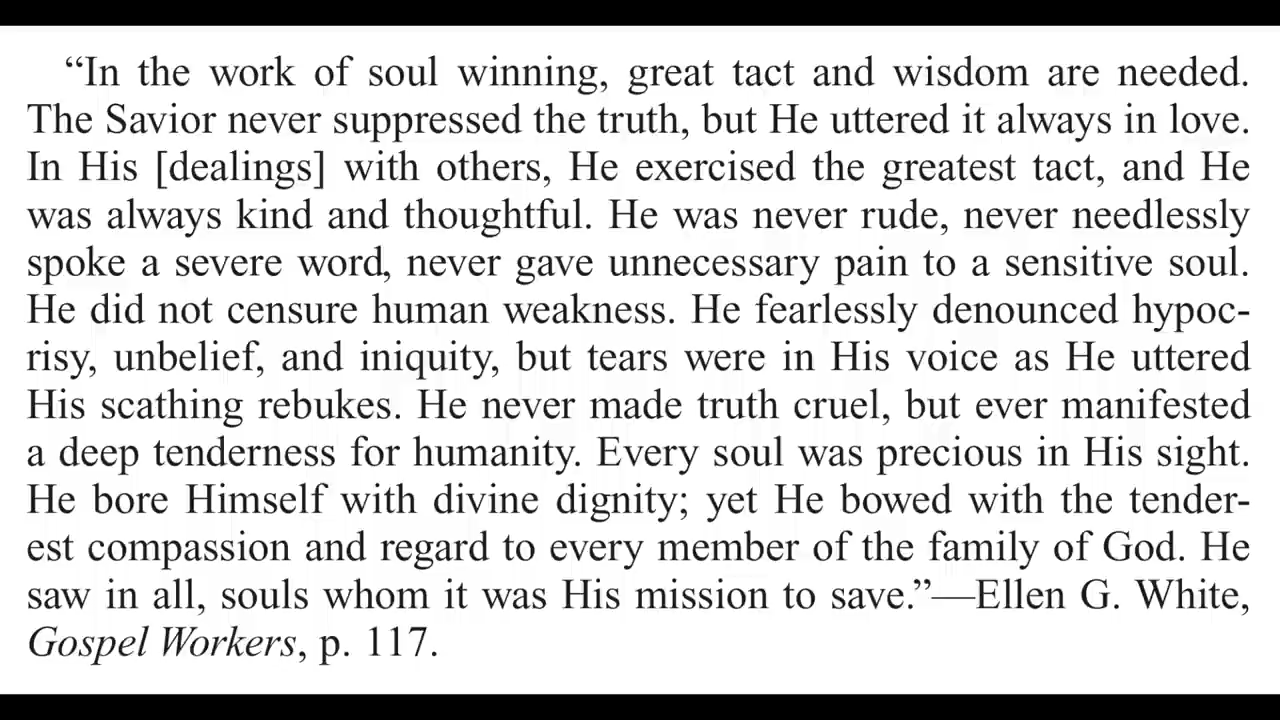 “In the work of soul winning, great tact and wisdom are needed.
The Savior never suppressed the truth, but He uttered it always in love.
In His [dealings] with others, He exercised the greatest tact, and He
was always kind and thoughtful. He was never rude, never needlessly
spoke a severe word, never gave unnecessary pain to a sensitive soul.
He did not censure human weakness. He fearlessly denounced hypoc-
risy, unbelief, and iniquity, but tears were in His voice as He uttered
His scathing rebukes. He never made truth cruel, but ever manifested
a deep tenderness for humanity. Every soul was precious in His sight.
He bore Himself with divine dignity; yet He bowed with the tender-
est compassion and regard to every member of the family of God. He
saw in all, souls whom it was His mission to save.”—Ellen G. White,
Gospel Workers, p. 117.